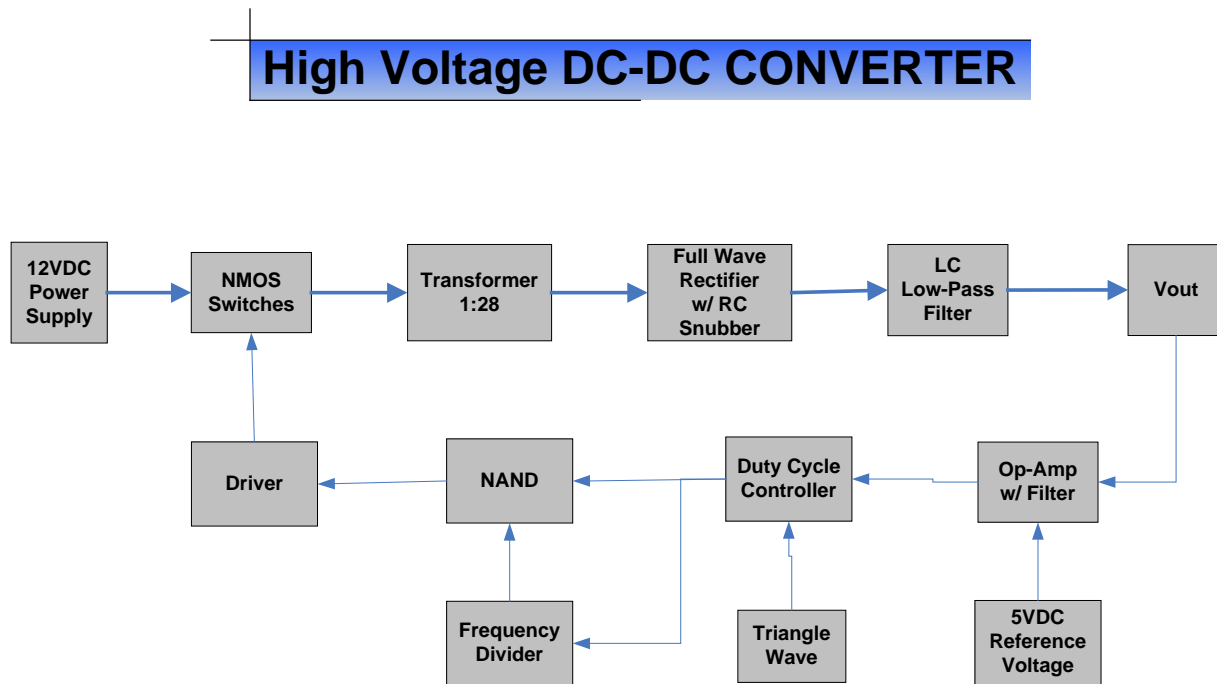 High Voltage DC-DC CONVERTER
12VDC
Power
Supply
NMOS
Switches
Transformer
1:28
Full Wave
Rectifier
w/ RC
Snubber
LC
Low-Pass
Filter
Vout
Driver
NAND
Duty Cycle
Controller
Op-Amp
w/ Filter
Frequency
Divider
Triangle
Wave
5VDC
Reference
Voltage